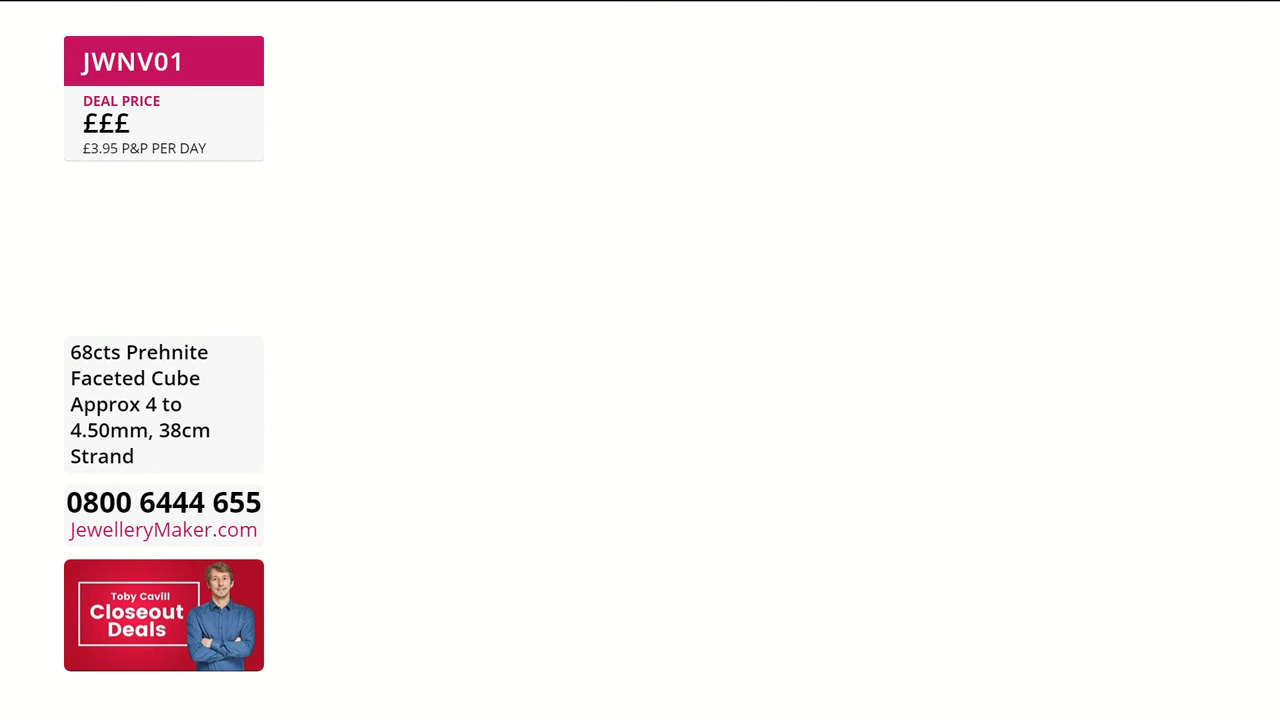 JWNV01
DEAL PRICE
£££
£3.95 P&P PER DAY
68cts Prehnite
Faceted Cube
Approx 4 to
4.50mm, 38cm
Strand
0800 6444 655
JewelleryMaker.com
Toby Cavill
Closeout
Deals